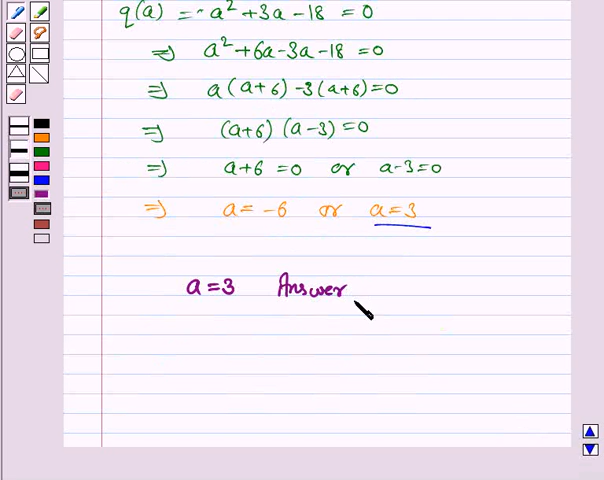 q(a) = a² + 3a - 18 = 0
⇒ a² + 6a - 3a - 18 = 0
⇒ a(a+6) - 3(a+6) = 0
⇒ (a+6)(a-3) = 0
⇒ a+6 = 0 or a-3 = 0
⇒ a = -6 or a = 3
a = 3 Answer